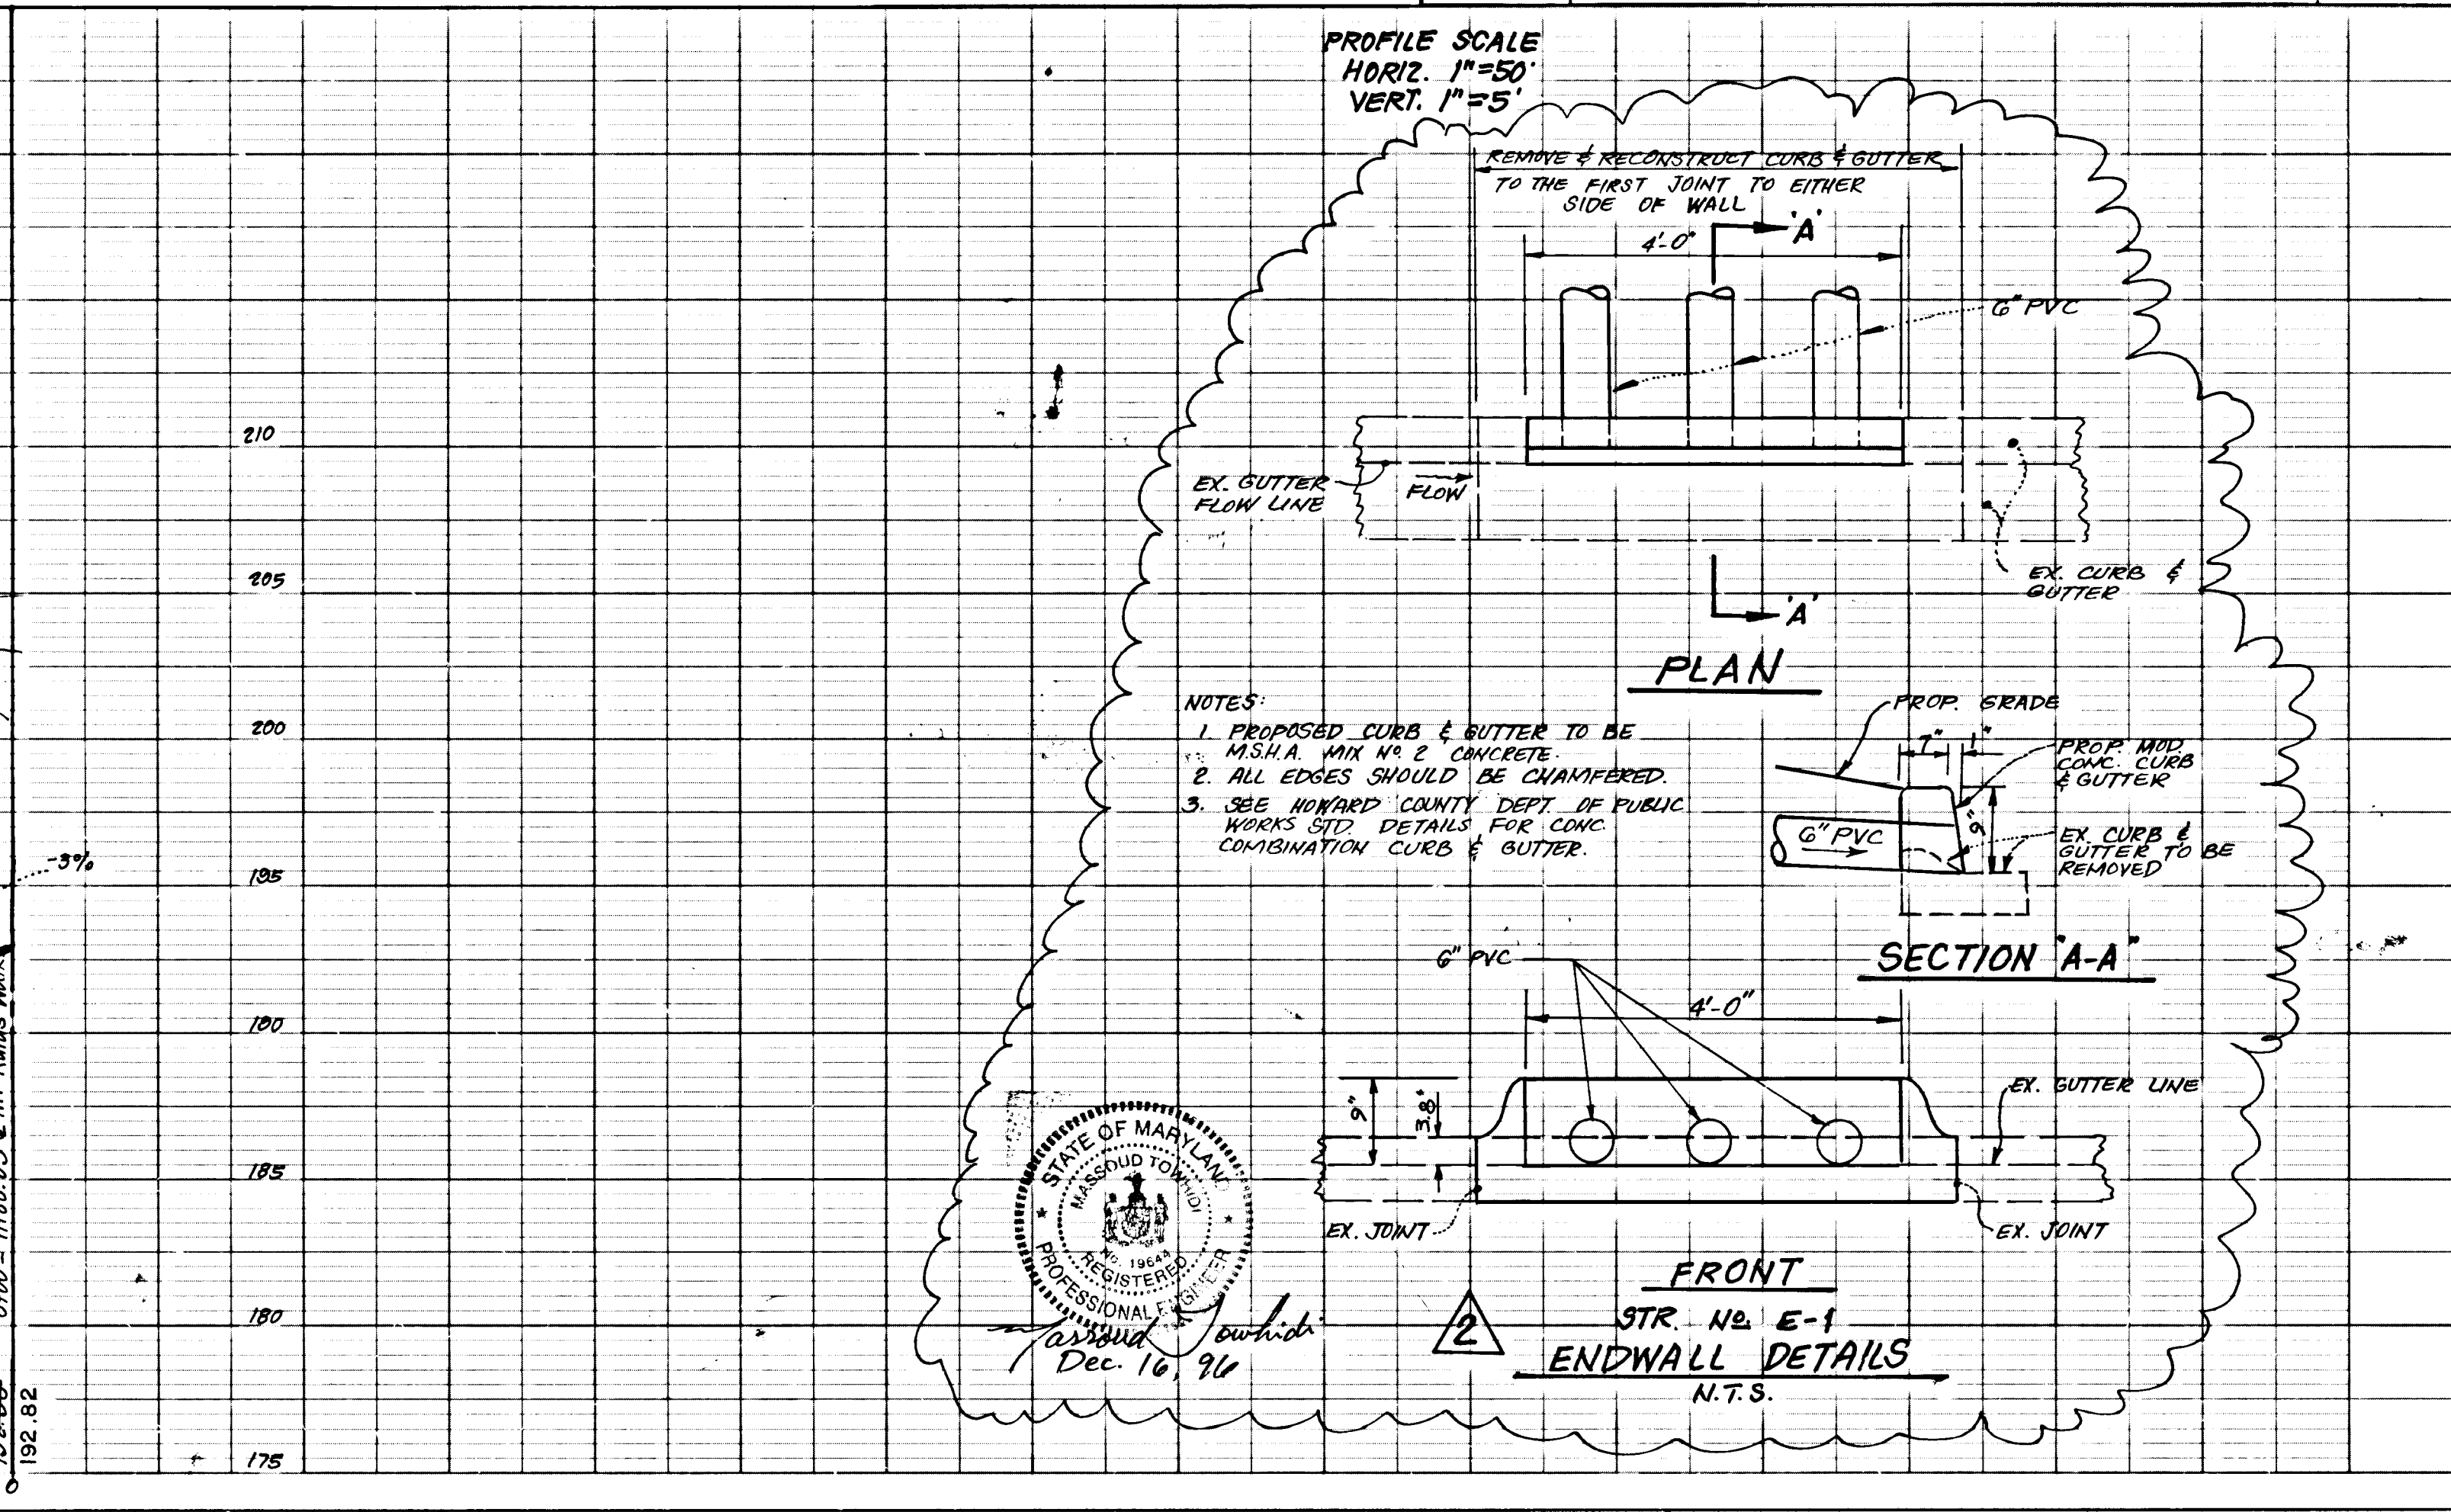 PROFILE SCALE
HORIZ. 1"=50'
VERT. 1"=5'
REMOVE & RECONSTRUCT CURB & GUTTER
TO THE FIRST JOINT TO EITHER
SIDE OF WALL
'A'
4'-0"
6" PVC
EX. GUTTER
FLOW LINE
FLOW
EX. CURB &
GUTTER
'A'
PLAN
NOTES:
1. PROPOSED CURB & GUTTER TO BE
M.S.H.A. MIX Nº 2 CONCRETE.
2. ALL EDGES SHOULD BE CHAMFERED.
3. SEE HOWARD COUNTY DEPT. OF PUBLIC
WORKS STD. DETAILS FOR CONC.
COMBINATION CURB & GUTTER.
PROP. GRADE
7"
1"
PROP. MOD.
CONC. CURB
& GUTTER
9"
6" PVC
EX. CURB &
GUTTER TO BE
REMOVED
SECTION "A-A"
6" PVC
4'-0"
9"
3.8"
EX. GUTTER LINE
EX. JOINT
EX. JOINT
FRONT
STR. Nº E-1
ENDWALL DETAILS
N.T.S.
2
STATE OF MARYLAND
MASSOUD TOWHIDI
No. 19644
REGISTERED
PROFESSIONAL ENGINEER
Massoud Towhidi
Dec. 16, 96
210
205
200
195
190
185
180
175
-3%
192.82
0